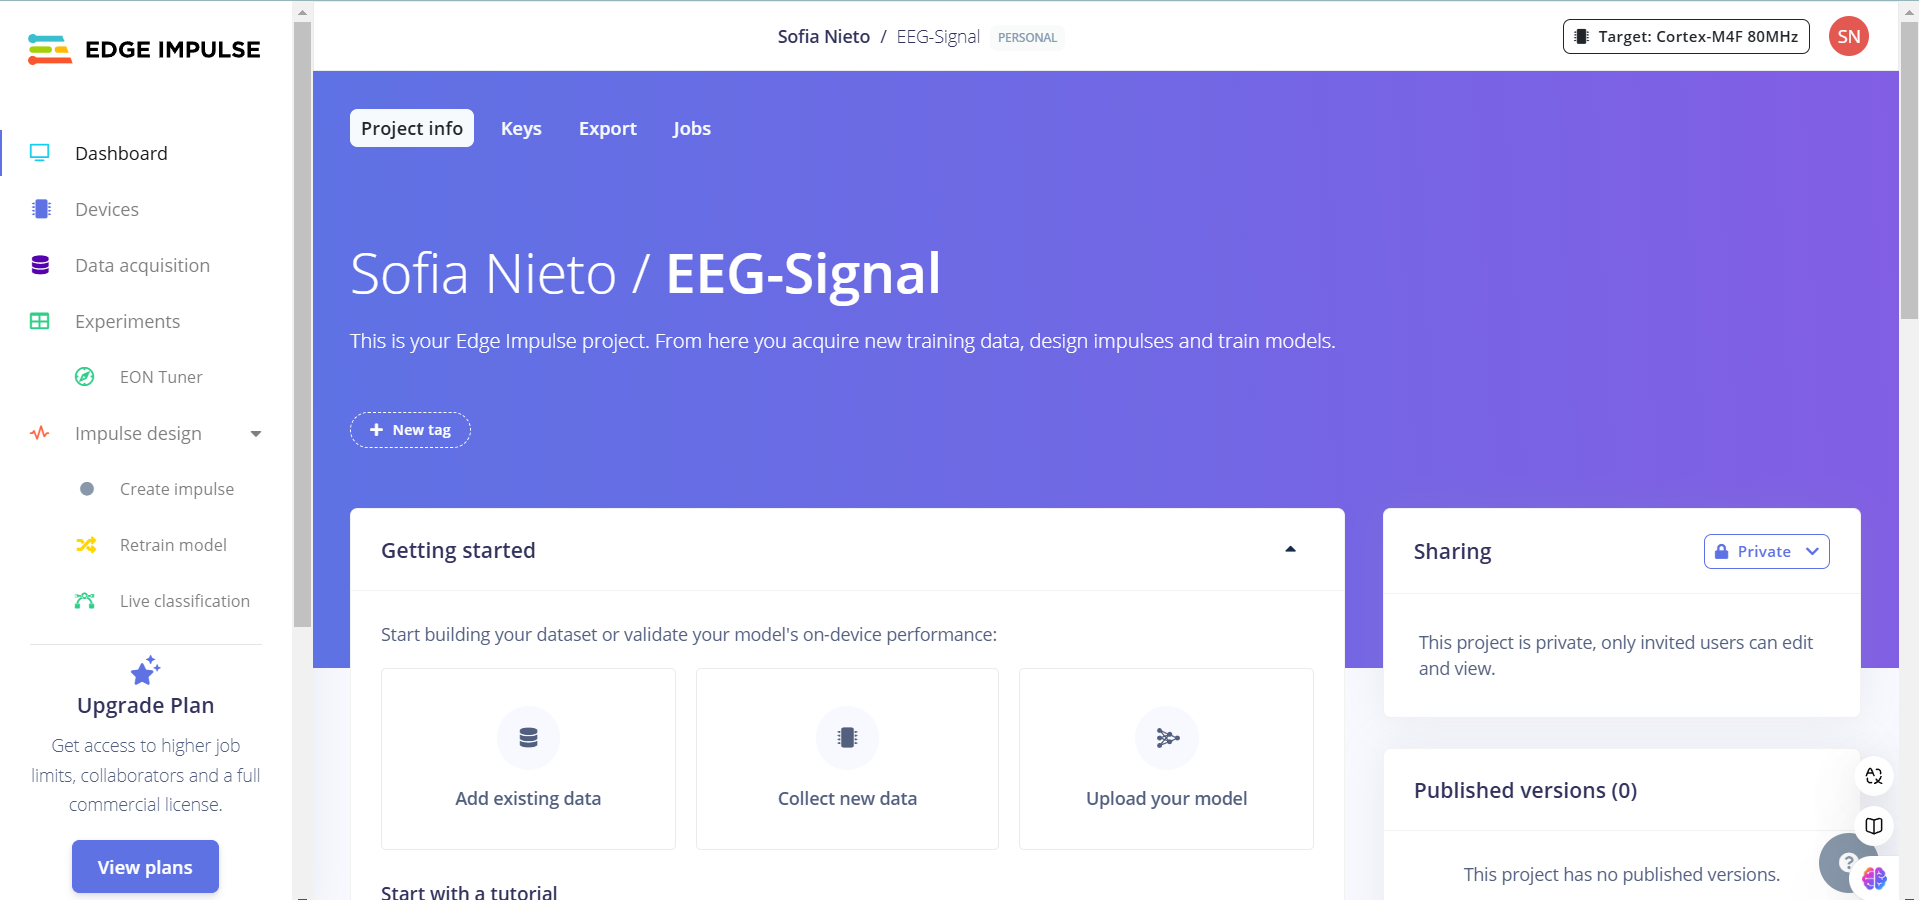 EDGE IMPULSE
Dashboard
Devices
Data acquisition
Experiments
EON Tuner
Impulse design
Create impulse
Retrain model
Live classification
Upgrade Plan
Get access to higher job
limits, collaborators and a full
commercial license.
View plans
Sofia Nieto / EEG-Signal PERSONAL
Target: Cortex-M4F 80MHz
SN
Project info Keys Export Jobs
Sofia Nieto / EEG-Signal
This is your Edge Impulse project. From here you acquire new training data, design impulses and train models.
+ New tag
Getting started
Start building your dataset or validate your model's on-device performance:
Add existing data
Collect new data
Upload your model
Start with a tutorial
Sharing
Private
This project is private, only invited users can edit
and view.
Published versions (0)
This project has no published versions.